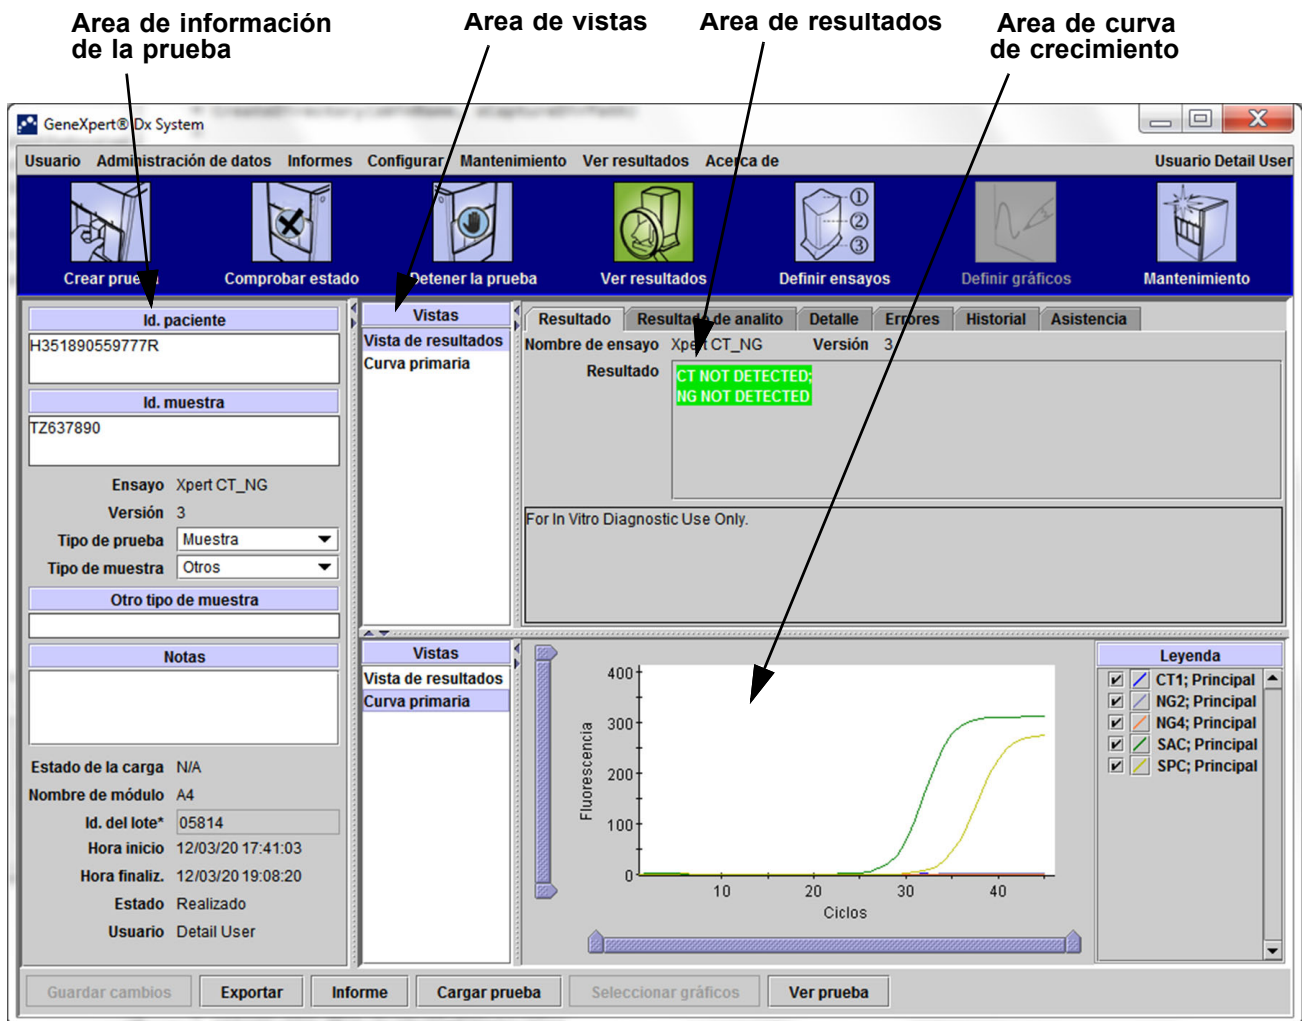 Area de información
de la prueba
Area de vistas
Area de resultados
Area de curva
de crecimiento
GeneXpert® Dx System
Usuario Administración de datos Informes Configurar Mantenimiento Ver resultados Acerca de Usuario Detail User
Crear prueba Comprobar estado Detener la prueba Ver resultados Definir ensayos Definir gráficos Mantenimiento
① 
② 
③
Id. paciente
H351890559777R
Id. muestra
TZ637890
Ensayo Xpert CT_NG
Versión 3
Tipo de prueba Muestra
Tipo de muestra Otros
Otro tipo de muestra
Notas
Estado de la carga N/A
Nombre de módulo A4
Id. del lote* 05814
Hora inicio 12/03/20 17:41:03
Hora finaliz. 12/03/20 19:08:20
Estado Realizado
Usuario Detail User
Vistas
Vista de resultados
Curva primaria
Resultado Resultado de analito Detalle Errores Historial Asistencia
Nombre de ensayo Xpert CT_NG Versión 3
Resultado
CT NOT DETECTED;
NG NOT DETECTED
For In Vitro Diagnostic Use Only.
Vistas
Vista de resultados
Curva primaria
400
300
200
100
0
Fluorescencia
10 20 30 40
Ciclos
Leyenda
CT1; Principal
NG2; Principal
NG4; Principal
SAC; Principal
SPC; Principal
Guardar cambios Exportar Informe Cargar prueba Seleccionar gráficos Ver prueba